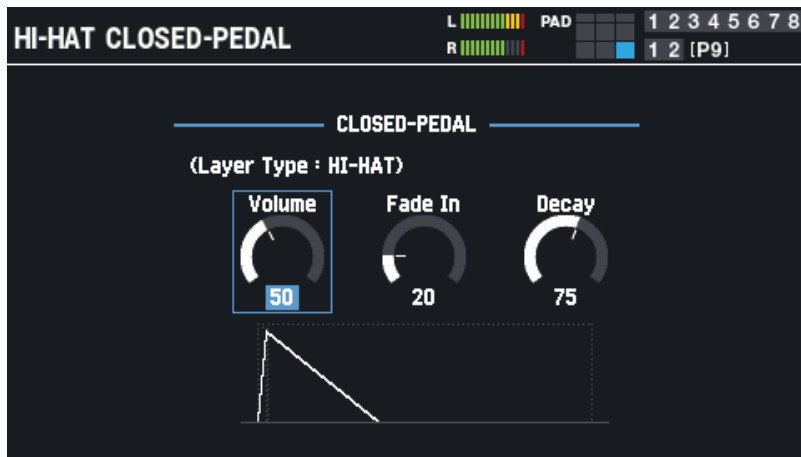 HI-HAT CLOSED-PEDAL
L PAD 1 2 3 4 5 6 7 8
R 1 2 [P9]
CLOSED-PEDAL
(Layer Type : HI-HAT)
Volume Fade In Decay
50 20 75